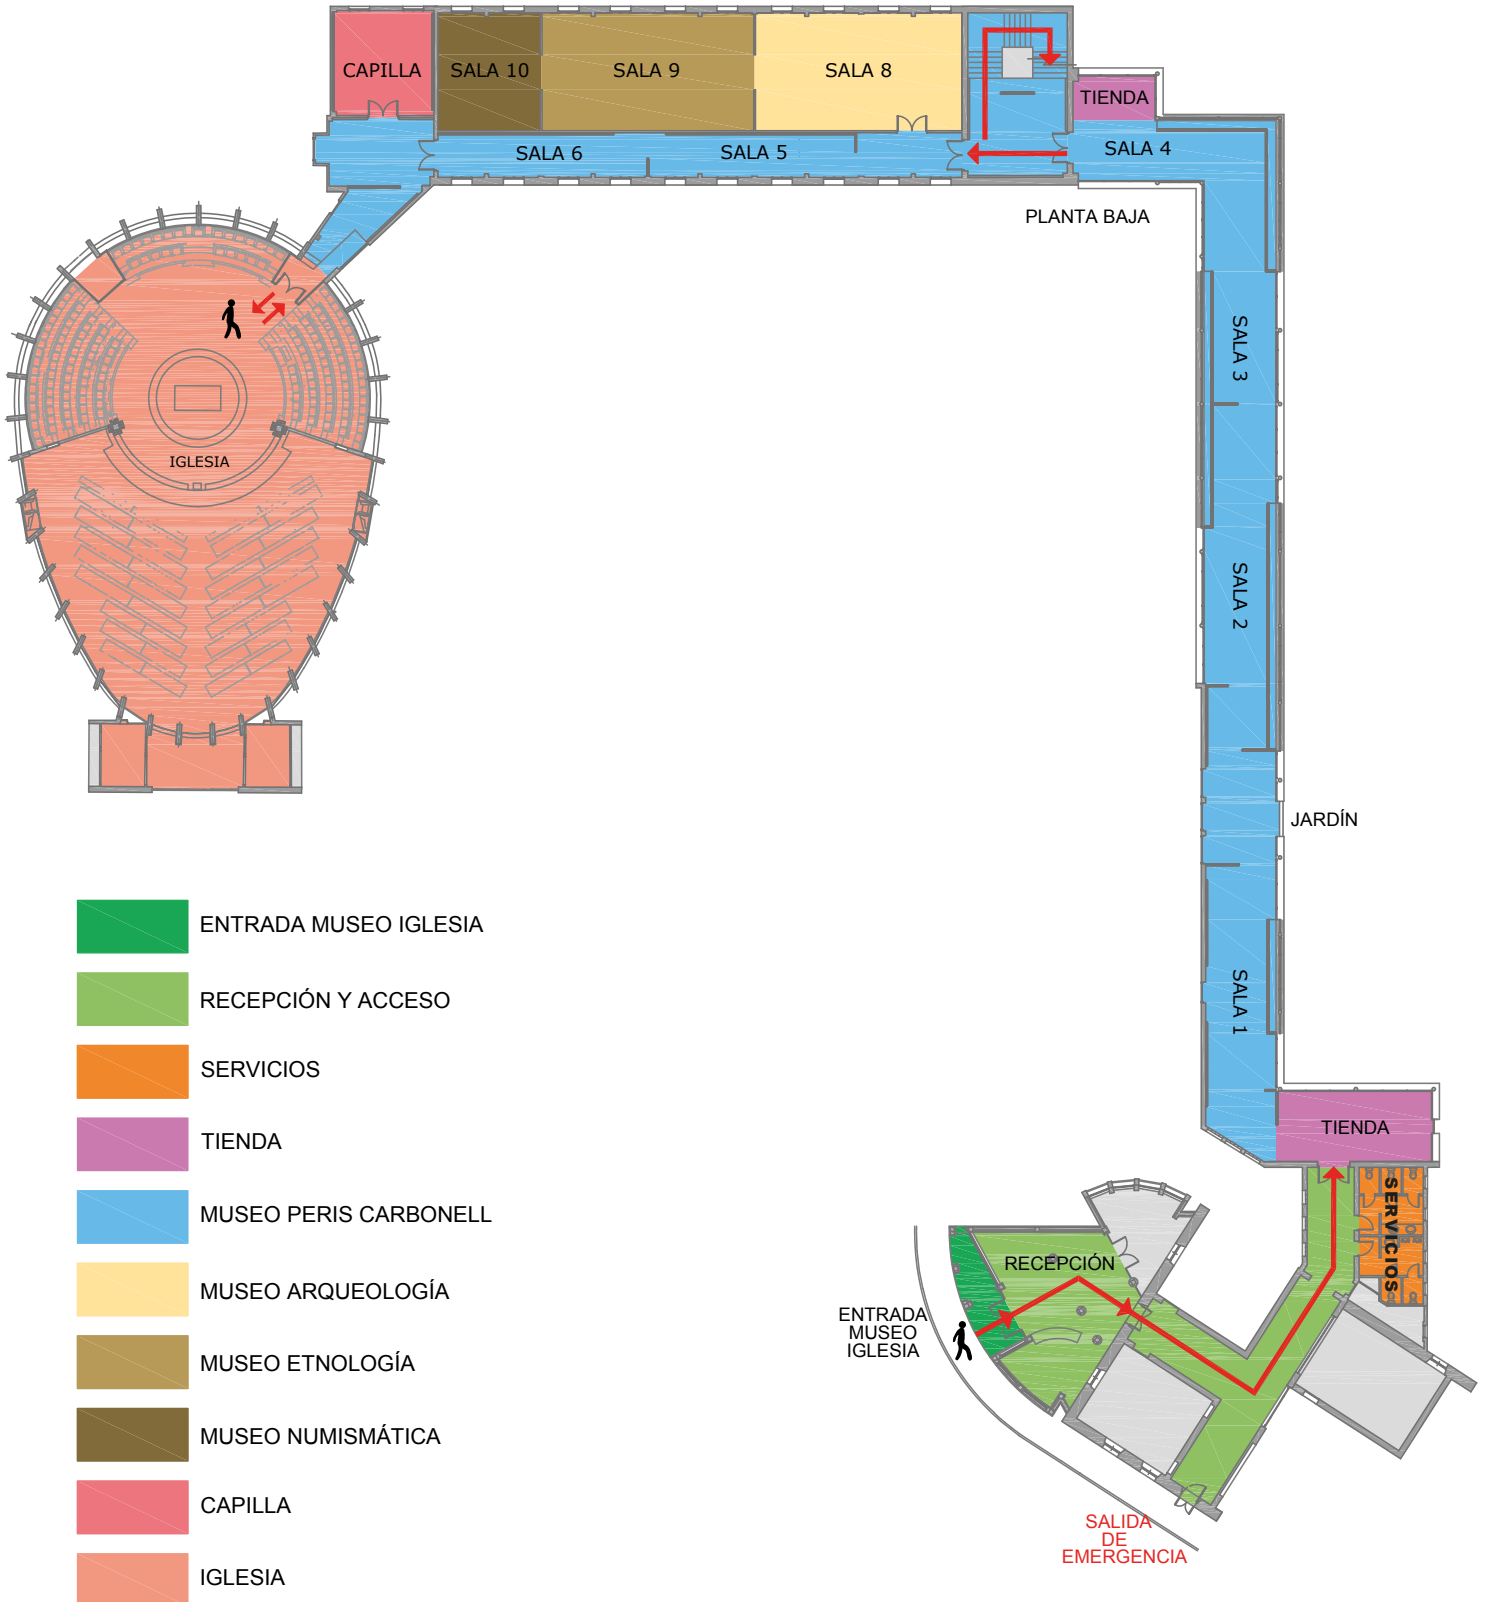 CAPILLA
SALA 10
SALA 9
SALA 8
TIENDA
SALA 6
SALA 5
SALA 4
PLANTA BAJA
SALA 3
IGLESIA
SALA 2
JARDÍN
SALA 1
TIENDA
SERVICIOS
RECEPCIÓN
ENTRADA
MUSEO
IGLESIA
SALIDA
DE
EMERGENCIA
ENTRADA MUSEO IGLESIA
RECEPCIÓN Y ACCESO
SERVICIOS
TIENDA
MUSEO PERIS CARBONELL
MUSEO ARQUEOLOGÍA
MUSEO ETNOLOGÍA
MUSEO NUMISMÁTICA
CAPILLA
IGLESIA